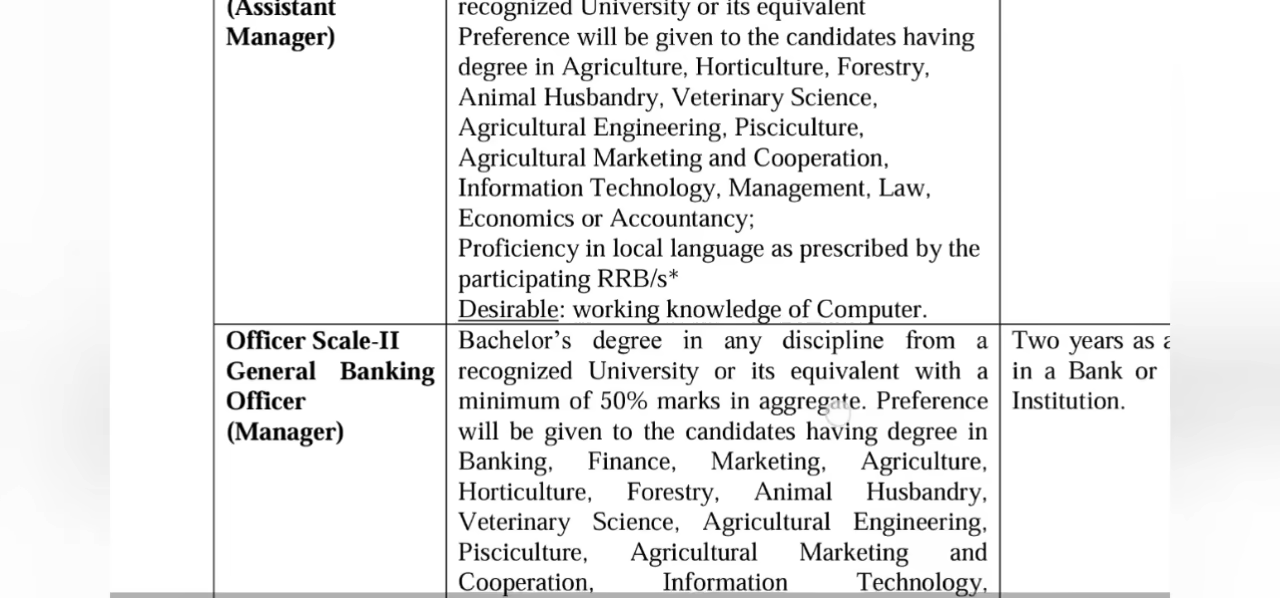 (Assistant
Manager)
recognized University or its equivalent
Preference will be given to the candidates having
degree in Agriculture, Horticulture, Forestry,
Animal Husbandry, Veterinary Science,
Agricultural Engineering, Pisciculture,
Agricultural Marketing and Cooperation,
Information Technology, Management, Law,
Economics or Accountancy;
Proficiency in local language as prescribed by the
participating RRB/s*
Desirable: working knowledge of Computer.
Officer Scale-II
General Banking
Officer
(Manager)
Bachelor's degree in any discipline from a
recognized University or its equivalent with a
minimum of 50% marks in aggregate. Preference
will be given to the candidates having degree in
Banking, Finance, Marketing, Agriculture,
Horticulture, Forestry, Animal Husbandry,
Veterinary Science, Agricultural Engineering,
Pisciculture, Agricultural Marketing and
Cooperation, Information Technology,
Two years as
in a Bank or
Institution.